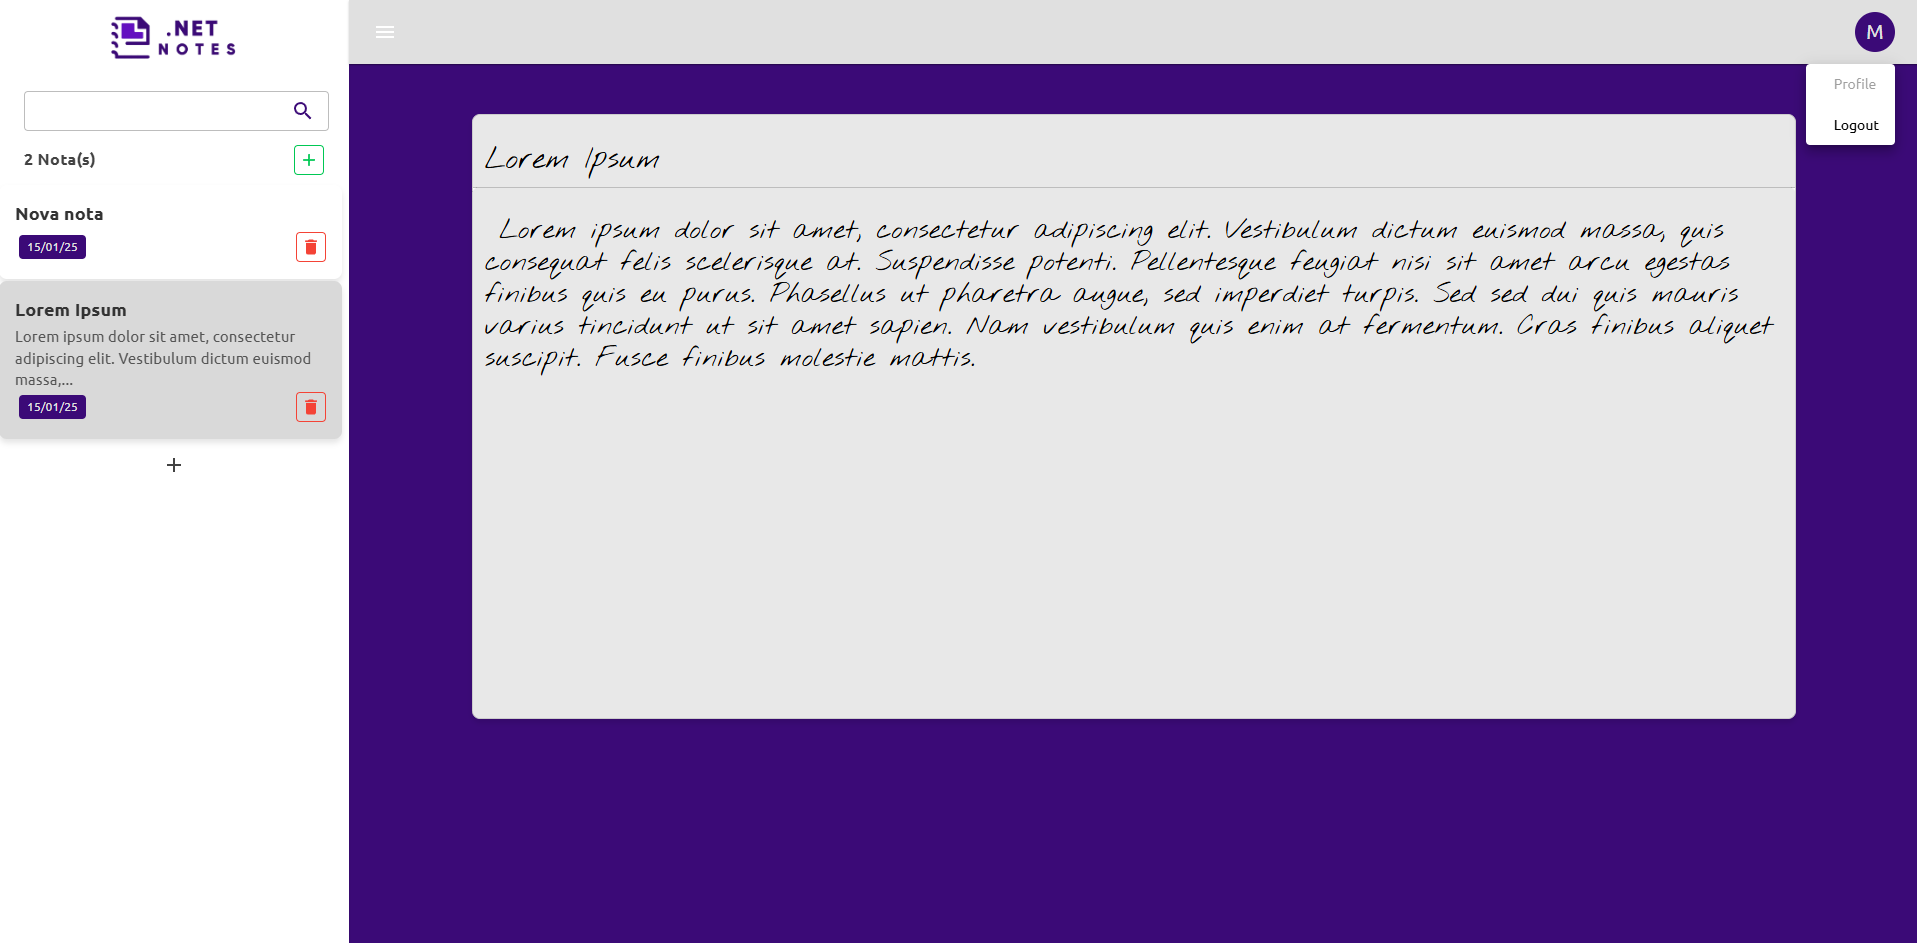 .NET
NOTES
2 Nota(s)
Nova nota
15/01/25
Lorem Ipsum
Lorem ipsum dolor sit amet, consectetur
adipiscing elit. Vestibulum dictum euismod
massa,...
15/01/25
M
Profile
Logout
Lorem Ipsum
Lorem ipsum dolor sit amet, consectetur adipiscing elit. Vestibulum dictum euismod massa, quis
consequat felis scelerisque at. Suspendisse potenti. Pellentesque feugiat nisi sit amet arcu egestas
finibus quis eu purus. Phasellus ut pharetra augue, sed imperdiet turpis. Sed sed dui quis mauris
varius tincidunt ut sit amet sapien. Nam vestibulum quis enim at fermentum. Cras finibus aliquet
suscipit. Fusce finibus molestie mattis.